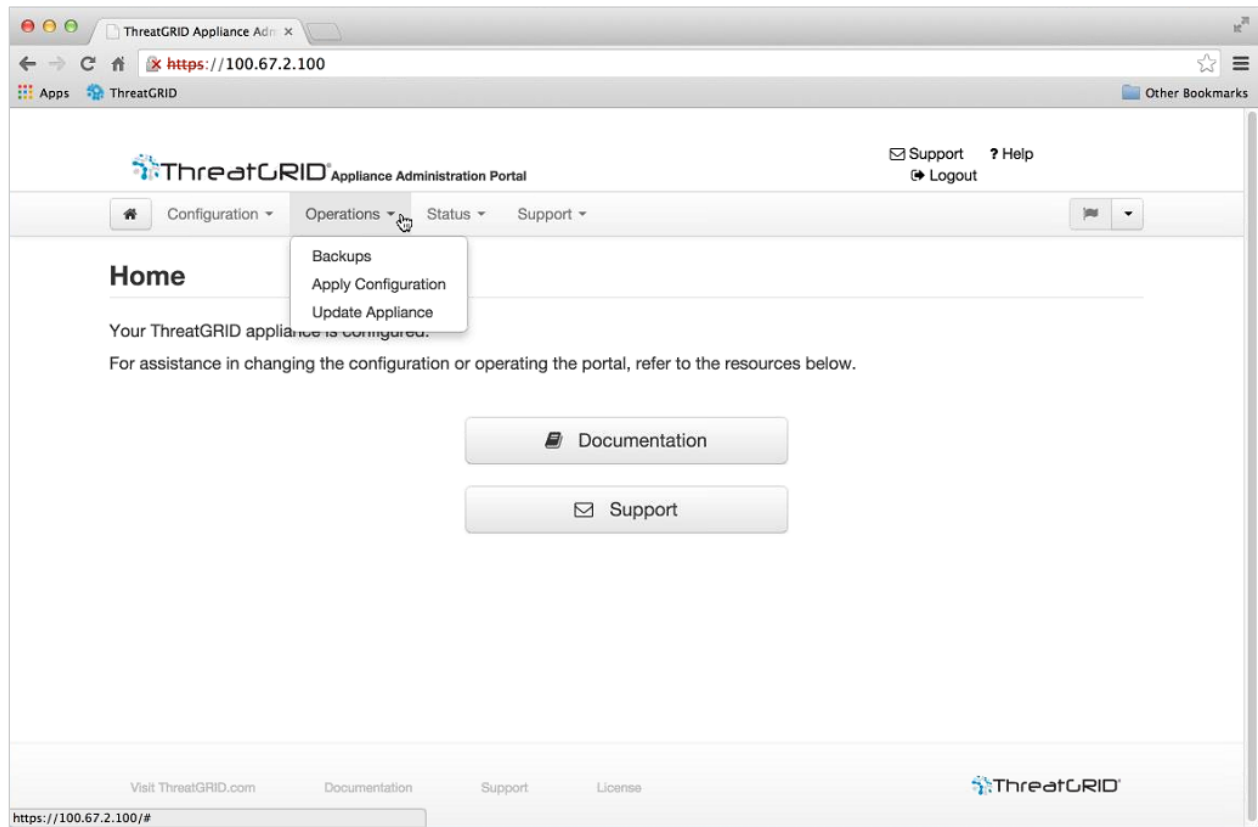 ThreatGRID Appliance Adm
https://100.67.2.100
Apps ThreatGRID Other Bookmarks
ThreatGRID Appliance Administration Portal
Support ? Help
Logout
Configuration Operations Status Support
Backups
Apply Configuration
Update Appliance
Home
Your ThreatGRID appliance is configured.
For assistance in changing the configuration or operating the portal, refer to the resources below.
Documentation
Support
Visit ThreatGRID.com Documentation Support License ThreatGRID
https://100.67.2.100/#